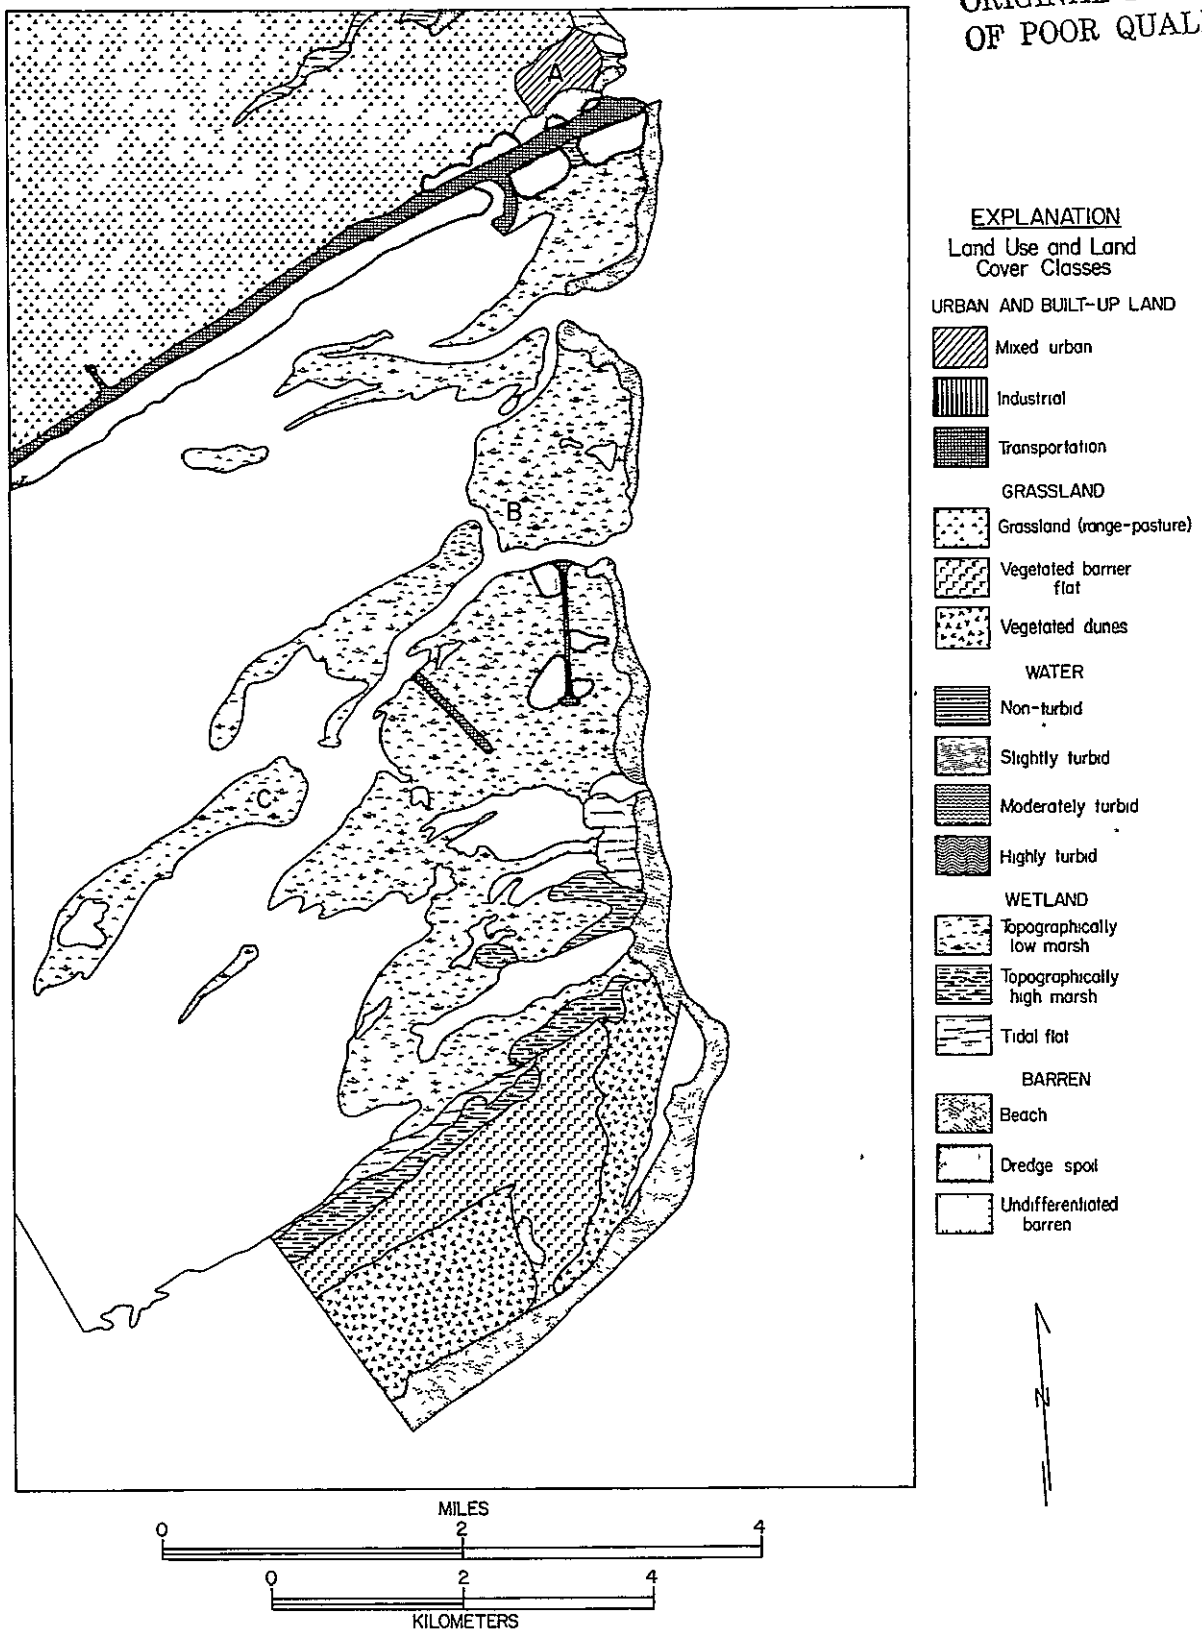 OF POOR QUAL
A
B
C
EXPLANATION
Land Use and Land
Cover Classes
URBAN AND BUILT-UP LAND
Mixed urban
Industrial
Transportation
GRASSLAND
Grassland (range-pasture)
Vegetated barrier
flat
Vegetated dunes
WATER
Non-turbid
Slightly turbid
Moderately turbid
Highly turbid
WETLAND
Topographically
low marsh
Topographically
high marsh
Tidal flat
BARREN
Beach
Dredge spoil
Undifferentiated
barren
N
MILES
0 2 4
0 2 4
KILOMETERS